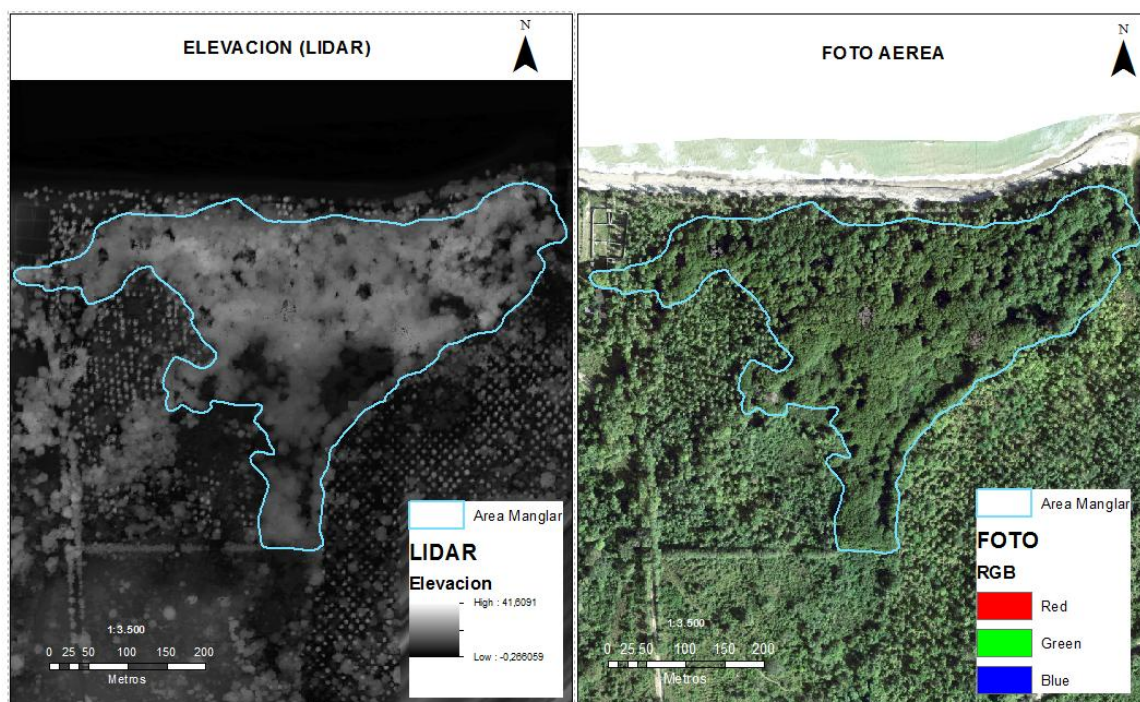 ELEVACION (LIDAR)
N
Area Manglar
LIDAR
Elevacion
High : 41,6091
Low : -0,266059
1:3.500
0 25 50 100 150 200
Metros
FOTO AEREA
N
Area Manglar
FOTO
RGB
Red
Green
Blue
1:3.500
0 25 50 100 150 200
Metros